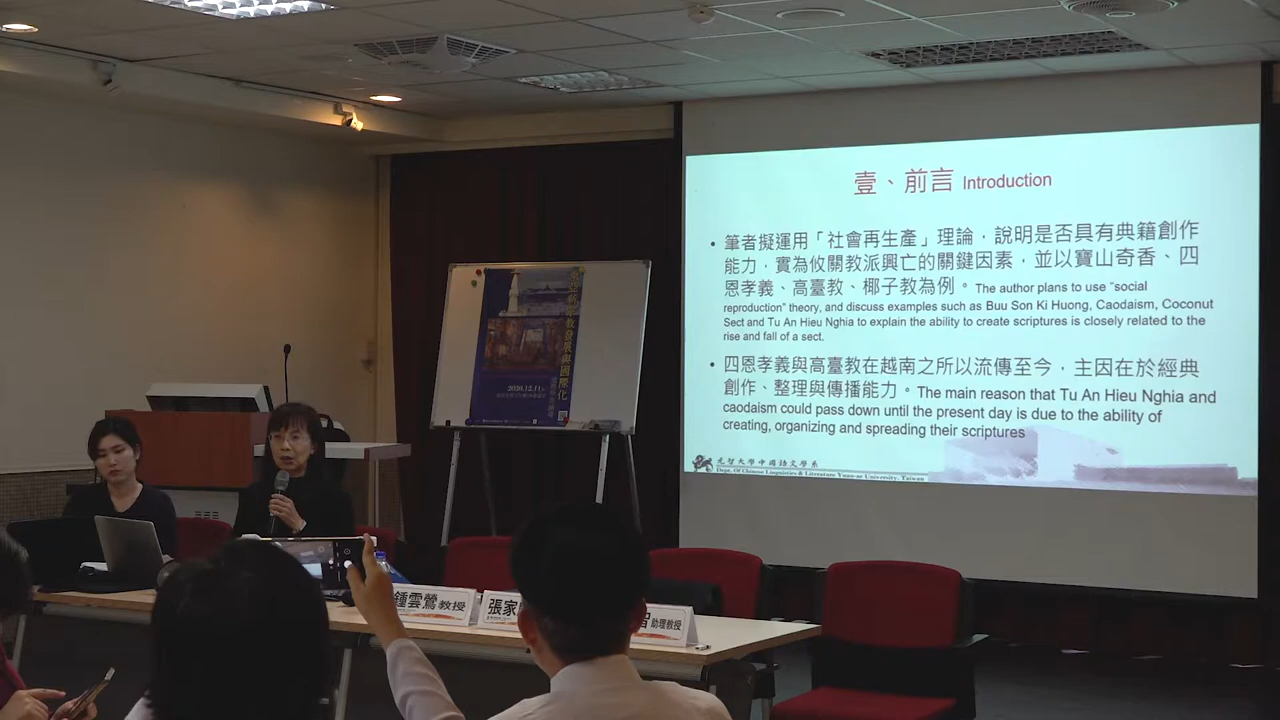 壹、前言 Introduction
• 筆者擬運用「社會再生產」理論，說明是否具有典籍創作
能力，實為攸關教派興亡的關鍵因素，並以寶山奇香、四
恩孝義、高臺教、椰子教為例。The author plans to use "social
reproduction" theory, and discuss examples such as Buu Son Ki Huong, Caodaism, Coconut
Sect and Tu An Hieu Nghia to explain the ability to create scriptures is closely related to the
rise and fall of a sect.
• 四恩孝義與高臺教在越南之所以流傳至今，主因在於經典
創作、整理與傳播能力。The main reason that Tu An Hieu Nghia and
caodaism could pass down until the present day is due to the ability of
creating, organizing and spreading their scriptures
元智大學中國語文學系
Dept. Of Chinese Linguistics & Literature Yuan-ze University, Taiwan
教發展與國際化
2020.12.11
鍾雲鶯教授
張家
助理教授